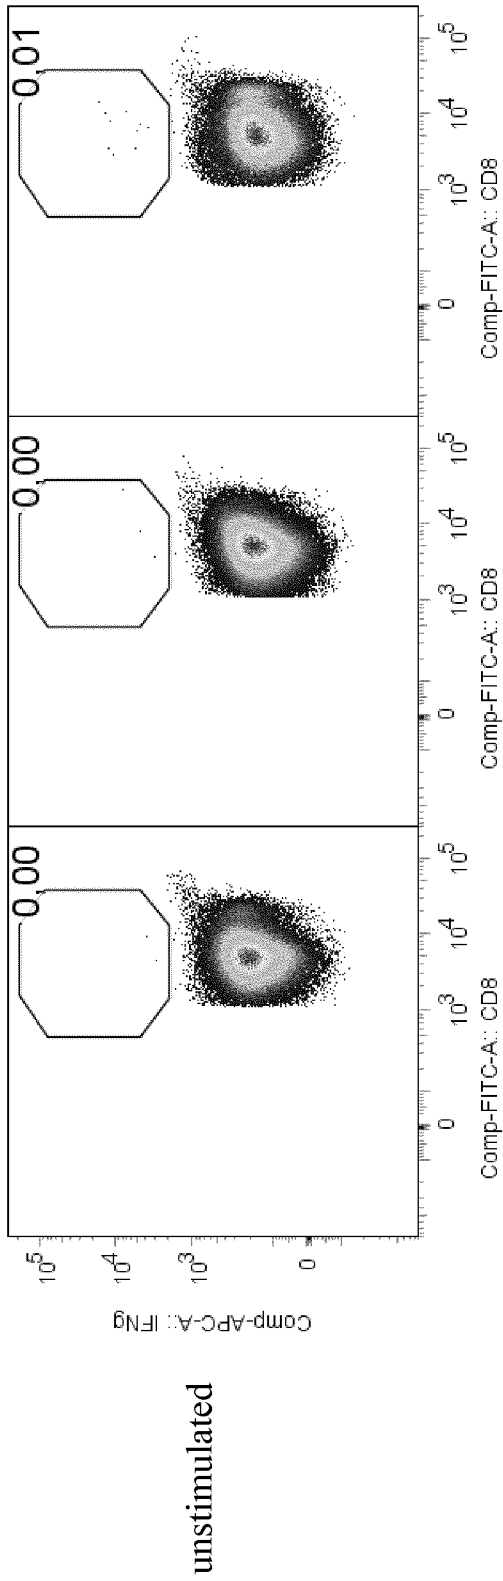 unstimulated
Comp-APC-A:: IFNg
10^5
10^4
10^3
0
0,00
0 10^3 10^4 10^5
Comp-FITC-A:: CD8
0,00
0 10^3 10^4 10^5
Comp-FITC-A:: CD8
0,01
0 10^3 10^4 10^5
Comp-FITC-A:: CD8